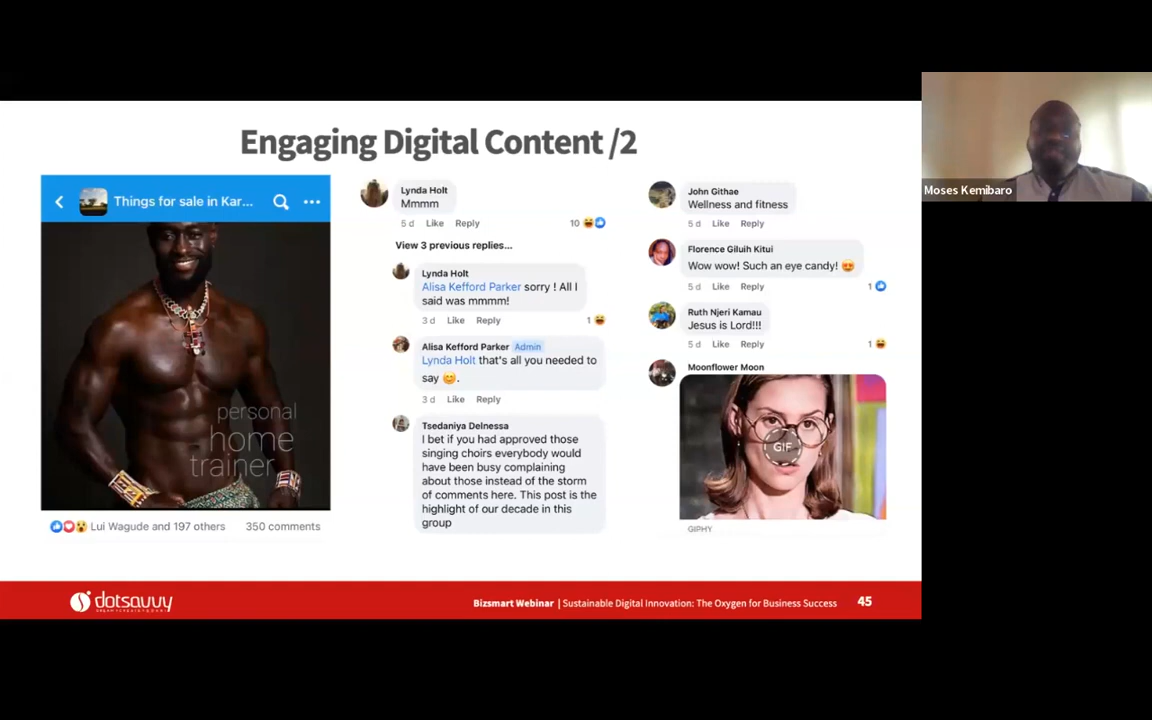 Engaging Digital Content /2
Things for sale in Kar...
personal
home
trainer
Lui Wagude and 197 others 350 comments
Lynda Holt
Mmmm
5 d Like Reply 10
View 3 previous replies...
Lynda Holt
Alisa Kefford Parker sorry ! All I
said was mmmm!
3 d Like Reply 1
Alisa Kefford Parker Admin
Lynda Holt that's all you needed to
say 😊.
3 d Like Reply
Tsedaniya Delnessa
I bet if you had approved those
singing choirs everybody would
have been busy complaining
about those instead of the storm
of comments here. This post is the
highlight of our decade in this
group
John Githae
Wellness and fitness
5 d Like Reply
Florence Giluih Kitui
Wow wow! Such an eye candy! 😍
5 d Like Reply 1
Ruth Njeri Kamau
Jesus is Lord!!!
5 d Like Reply 1
Moonflower Moon
GIF
GIPHY
Moses Kemibaro
dotsavvy
Bizsmart Webinar | Sustainable Digital Innovation: The Oxygen for Business Success 45